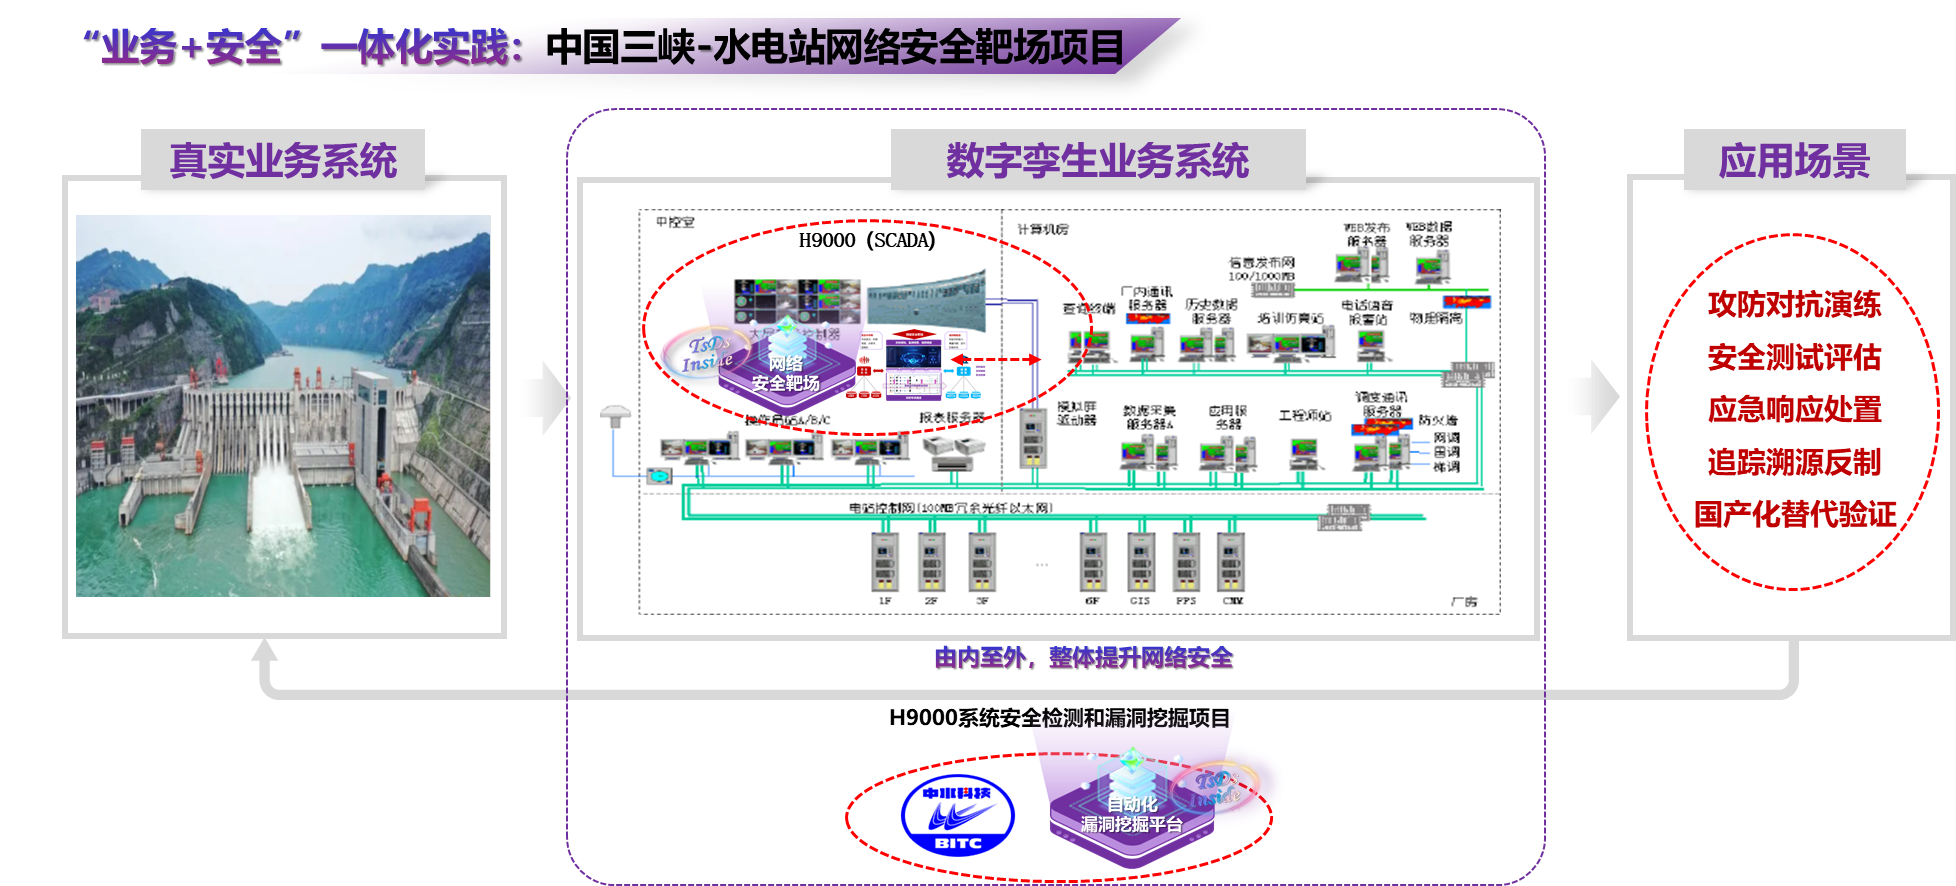 “业务+安全”一体化实践：中国三峡-水电站网络安全靶场项目
真实业务系统
数字孪生业务系统
应用场景
中控室
计算机房
H9000（SCADA）
WEB发布
服务器
WEB数据
服务器
信息发布网
100/1000MB
厂内通讯
服务器
历史数据
服务器
培训仿真站
电话语音
报警站
物理隔离
查询终端
TsDs
Inside
网络
安全靶场
操作员站A/B/C
报表服务器
模拟屏
驱动器
数据采集
服务器A
应用服
务器
工程师站
调度通讯
服务器
防火墙
网调
国调
梯调
电站控制网(100MB冗余光纤以太网)
1F
2F
3F
...
6F
GIS
厂房
攻防对抗演练
安全测试评估
应急响应处置
追踪溯源反制
国产化替代验证
由内至外，整体提升网络安全
H9000系统安全检测和漏洞挖掘项目
中水科技
BITC
自动化
漏洞挖掘平台
TsDs
Inside